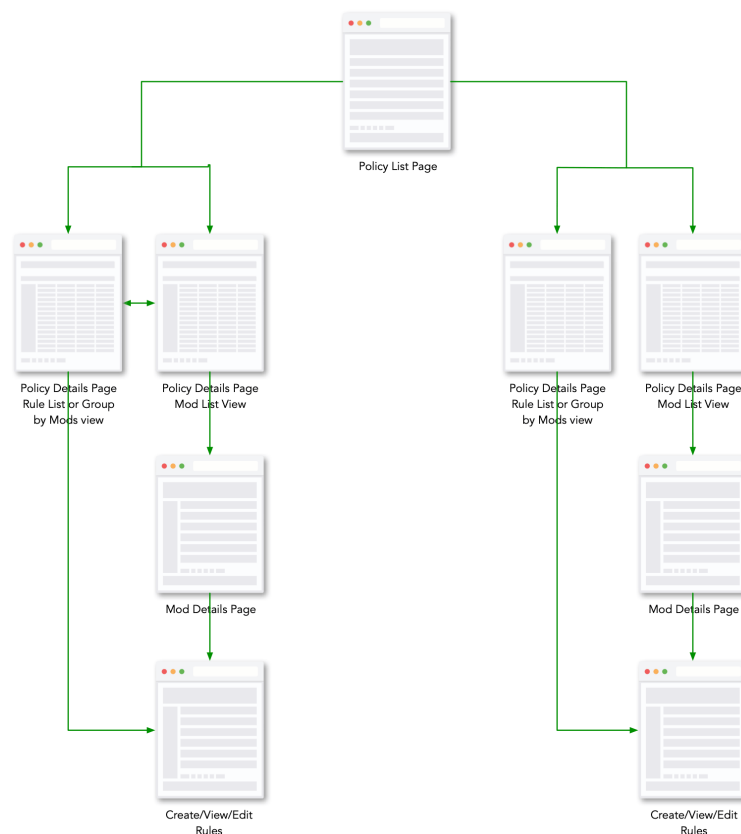 Policy List Page
Policy Details Page
Rule List or Group
by Mods view
Policy Details Page
Mod List View
Policy Details Page
Rule List or Group
by Mods view
Policy Details Page
Mod List View
Mod Details Page
Mod Details Page
Create/View/Edit
Rules
Create/View/Edit
Rules